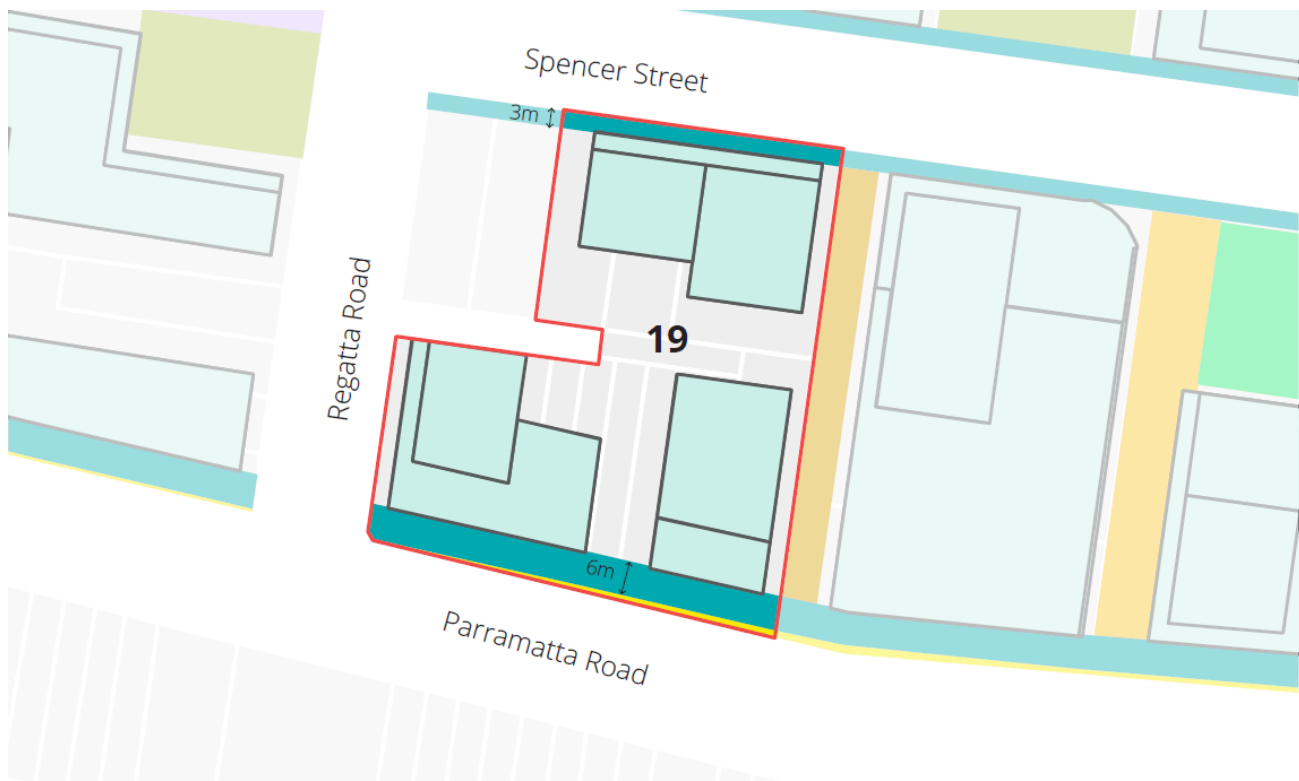 Spencer Street
3m
Regatta Road
19
6m
Parramatta Road